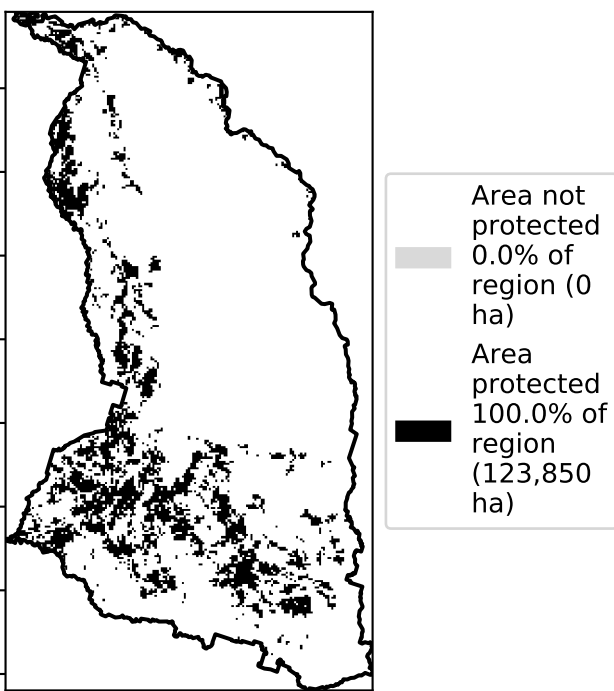 Area not
protected
0.0% of
region (0
ha)
Area
protected
100.0% of
region
(123,850
ha)